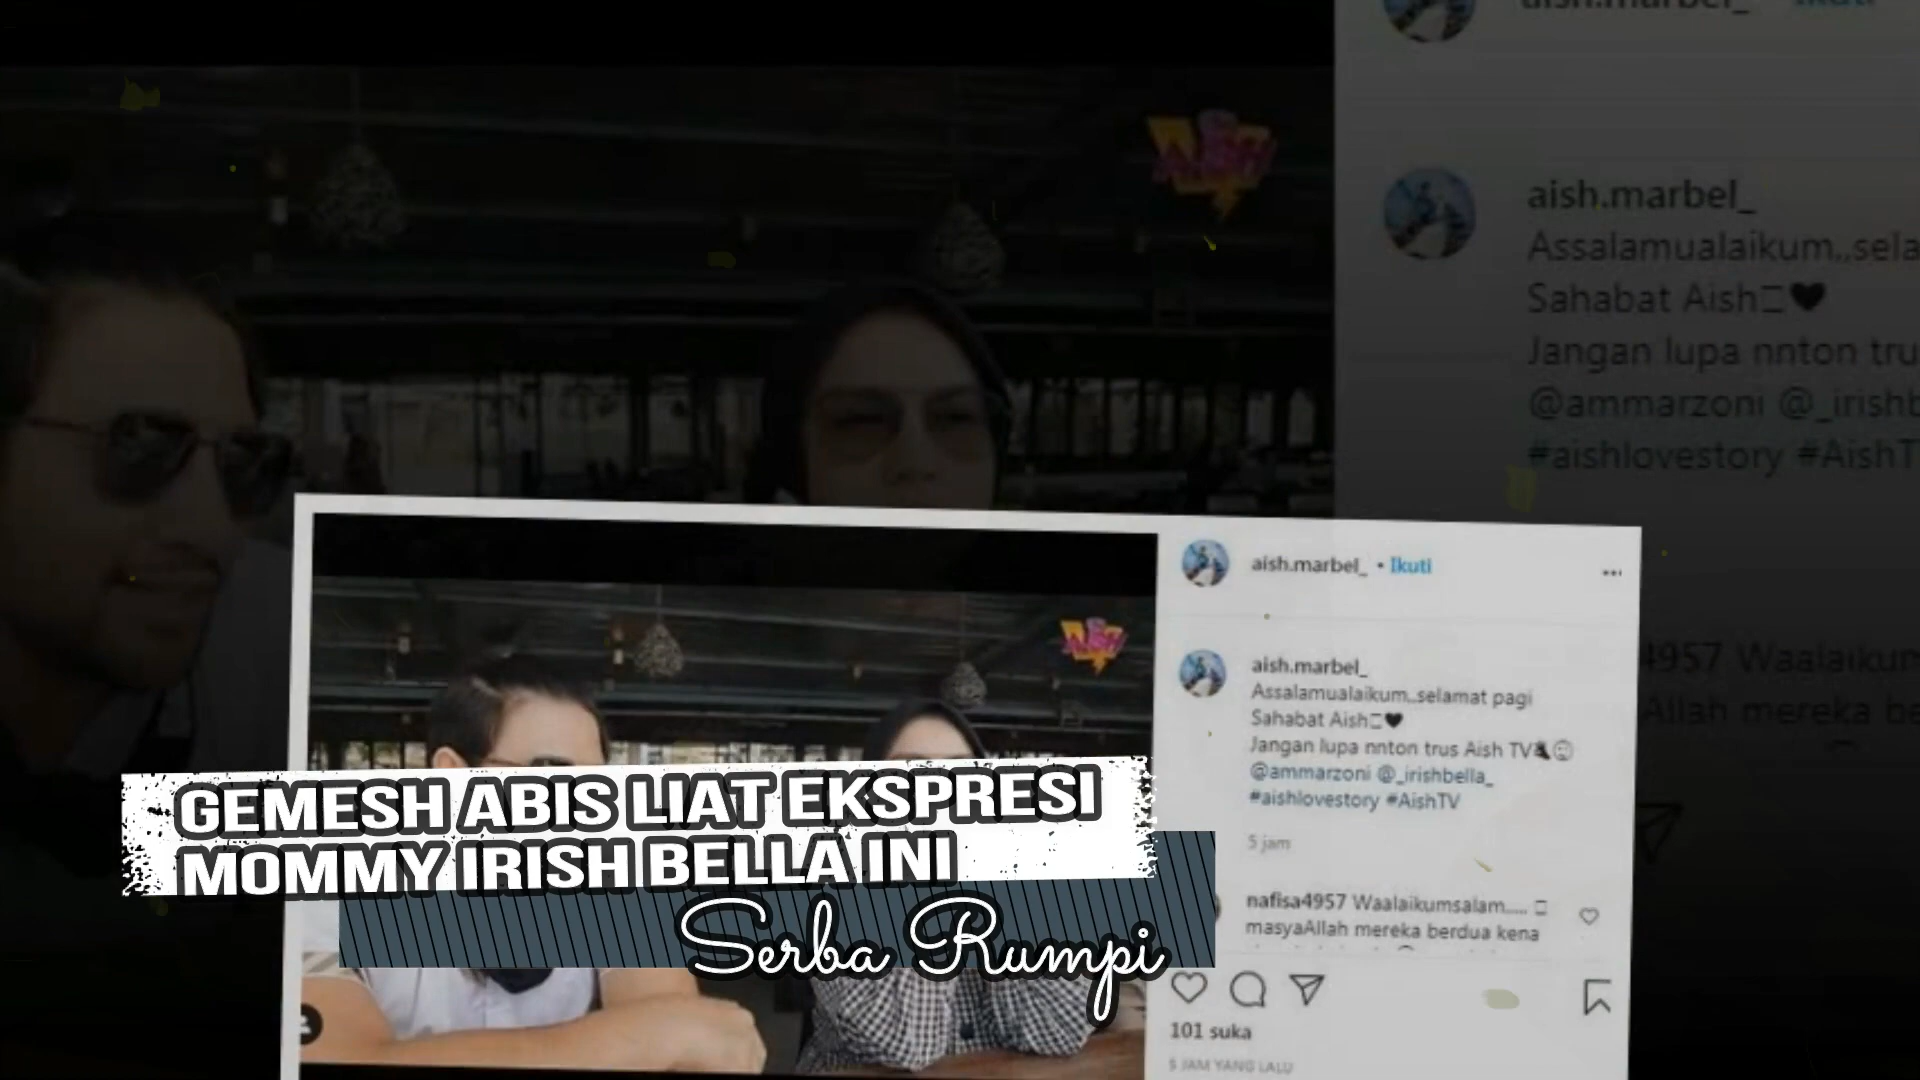 aish.marbel_
Assalamualaikum..sela
Sahabat Aish
Jangan lupa nnton tru
@ammarzoni @_irishb
#aishlovestory #AishT
4957 Waalaikum
Allah mereka be
AISH
aish.marbel_ • Ikuti
aish.marbel_
Assalamualaikum..selamat pagi
Sahabat Aish
Jangan lupa nnton trus Aish TV
@ammarzoni @_irishbella_
#aishlovestory #AishTV
5 jam
nafisa4957 Waalaikumsalam.....
masyaAllah mereka berdua kena
101 suka
5 JAM YANG LALU
GEMESH ABIS LIAT EKSPRESI
MOMMY IRISH BELLA INI
Serba Rumpi